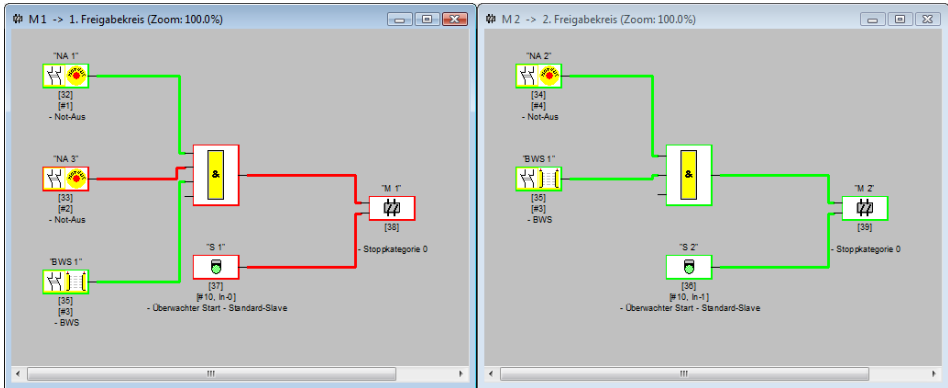 M 1 -> 1. Freigabekreis (Zoom: 100.0%)
"NA 1"
[32]
[#1]
- Not-Aus
"NA 3"
[33]
[#2]
- Not-Aus
&
"M 1"
[38]
- Stoppkategorie 0
"BWS 1"
[35]
[#3]
- BWS
"S 1"
[37]
[#10, In-0]
- Überwachter Start - Standard-Slave
M 2 -> 2. Freigabekreis (Zoom: 100.0%)
"NA 2"
[34]
[#4]
- Not-Aus
"BWS 1"
[35]
[#3]
- BWS
&
"M 2"
[39]
- Stoppkategorie 0
"S 2"
[36]
[#10, In-1]
- Überwachter Start - Standard-Slave